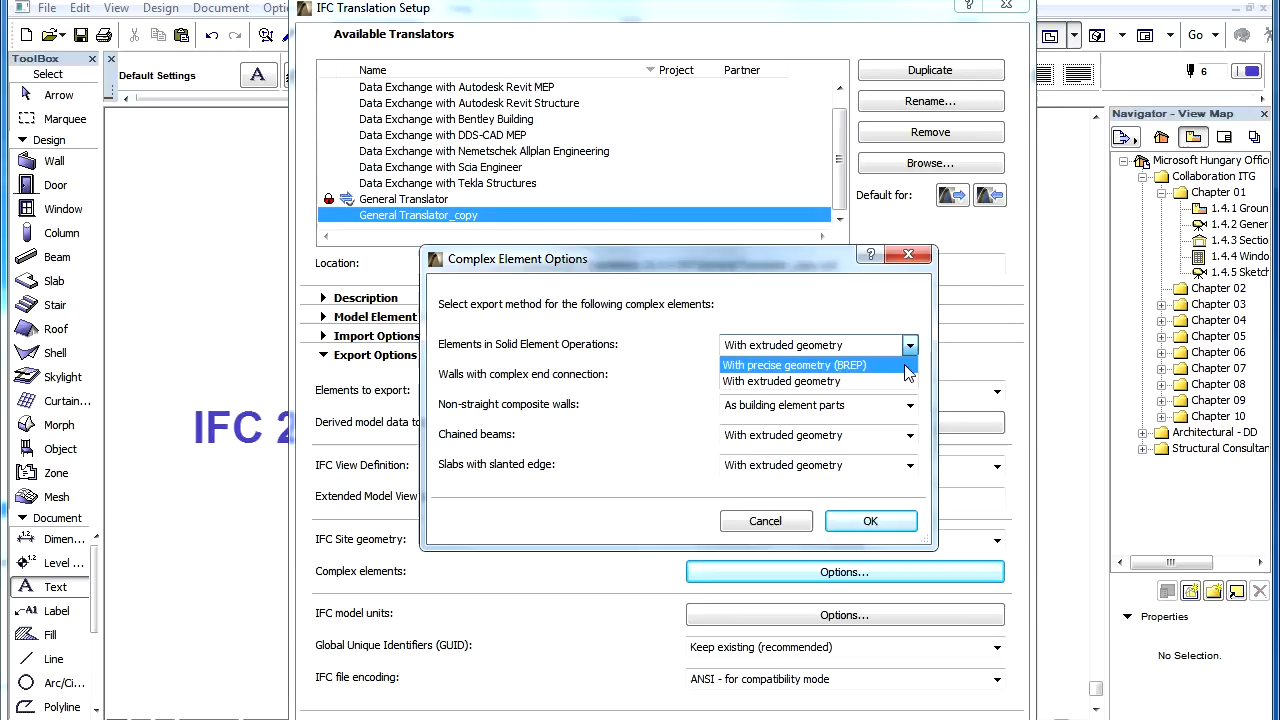 File Edit View Design Document Options
IFC Translation Setup
Go
ToolBox
Select
Arrow
Marquee
Design
Wall
Door
Window
Column
Beam
Slab
Stair
Roof
Shell
Skylight
Curtain...
Morph
Object
Zone
Mesh
Document
Dimen...
Level ...
Text
Label
Fill
Line
Arc/Ci...
Polyline
Default Settings
A
6
IFC 2
Available Translators
Name Project Partner
Data Exchange with Autodesk Revit MEP
Data Exchange with Autodesk Revit Structure
Data Exchange with Bentley Building
Data Exchange with DDS-CAD MEP
Data Exchange with Nemetschek Allplan Engineering
Data Exchange with Scia Engineer
Data Exchange with Tekla Structures
General Translator
General Translator_copy
Duplicate
Rename...
Remove
Browse...
Default for:
Location:
Description
Model Element
Import Options
Export Options
Elements to export:
Derived model data to
IFC View Definition:
Extended Model View
IFC Site geometry:
Complex elements:
Options...
IFC model units:
Options...
Global Unique Identifiers (GUID):
Keep existing (recommended)
IFC file encoding:
ANSI - for compatibility mode
Complex Element Options
Select export method for the following complex elements:
Elements in Solid Element Operations:
With extruded geometry
With precise geometry (BREP)
With extruded geometry
Walls with complex end connection:
Non-straight composite walls:
As building element parts
Chained beams:
With extruded geometry
Slabs with slanted edge:
With extruded geometry
Cancel
OK
Navigator - View Map
Microsoft Hungary Offic
Collaboration ITG
Chapter 01
1.4.1 Groun
1.4.2 Gener
1.4.3 Sectio
1.4.4 Windo
1.4.5 Sketch
Chapter 02
Chapter 03
Chapter 04
Chapter 05
Chapter 06
Chapter 07
Chapter 08
Chapter 09
Chapter 10
Architectural - DD
Structural Consultan
Properties
No Selection.